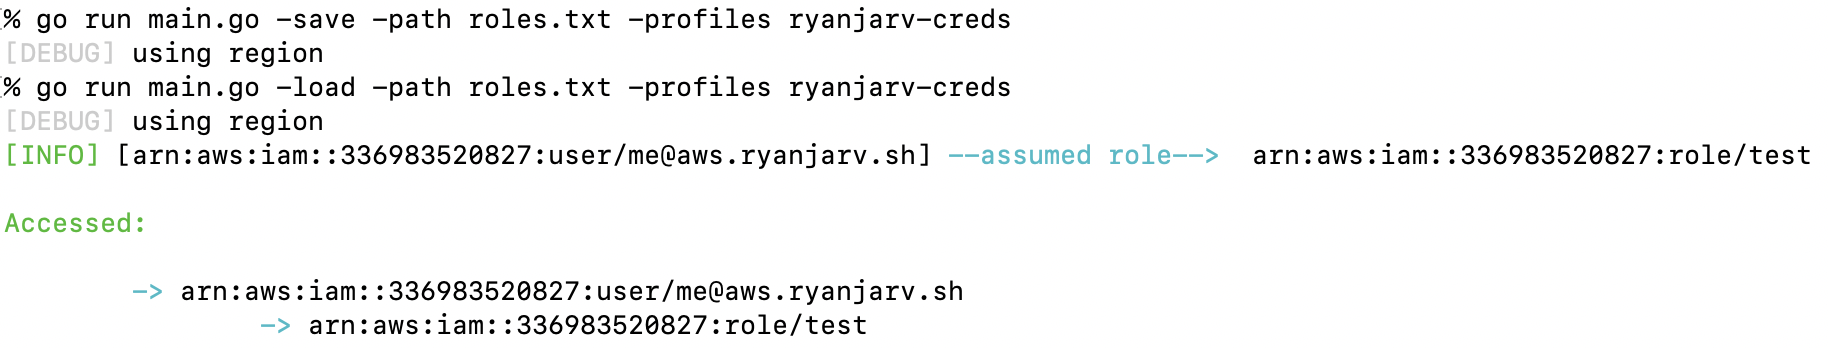 % go run main.go -save -path roles.txt -profiles ryanjarv-creds
[DEBUG] using region
% go run main.go -load -path roles.txt -profiles ryanjarv-creds
[DEBUG] using region
[INFO] [arn:aws:iam::336983520827:user/me@aws.ryanjarv.sh] --assumed role--> arn:aws:iam::336983520827:role/test
Accessed:
-> arn:aws:iam::336983520827:user/me@aws.ryanjarv.sh
-> arn:aws:iam::336983520827:role/test